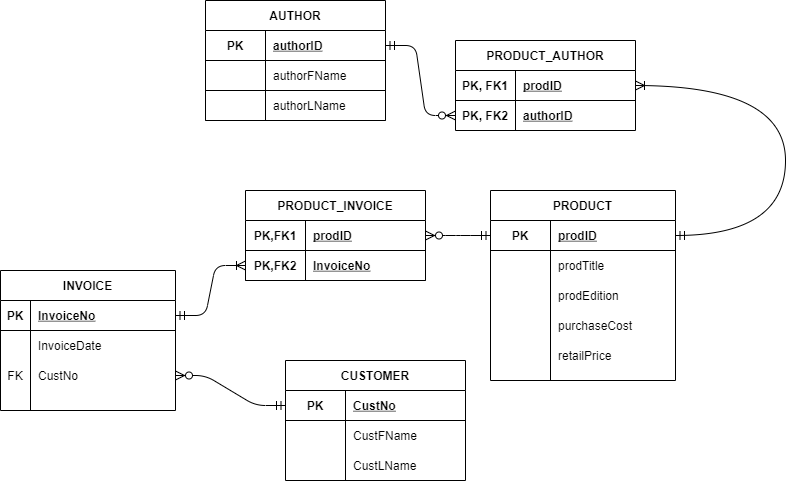 AUTHOR
PK authorID
authorFName
authorLName
PRODUCT_AUTHOR
PK, FK1 prodID
PK, FK2 authorID
PRODUCT_INVOICE
PK,FK1 prodID
PK,FK2 InvoiceNo
PRODUCT
PK prodID
prodTitle
prodEdition
purchaseCost
retailPrice
INVOICE
PK InvoiceNo
InvoiceDate
FK CustNo
CUSTOMER
PK CustNo
CustFName
CustLName